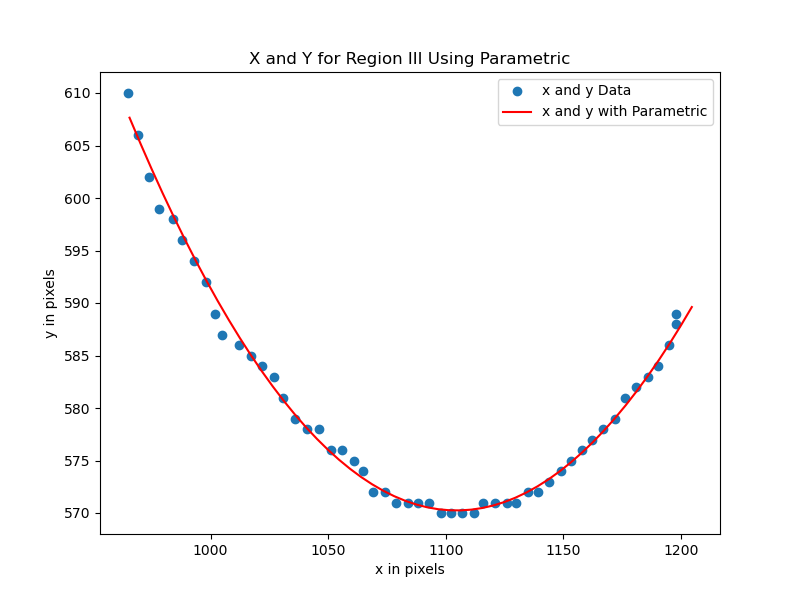 X and Y for Region III Using Parametric
x and y Data
x and y with Parametric
610
605
600
595
590
585
580
575
570
y in pixels
1000
1050
1100
1150
1200
x in pixels